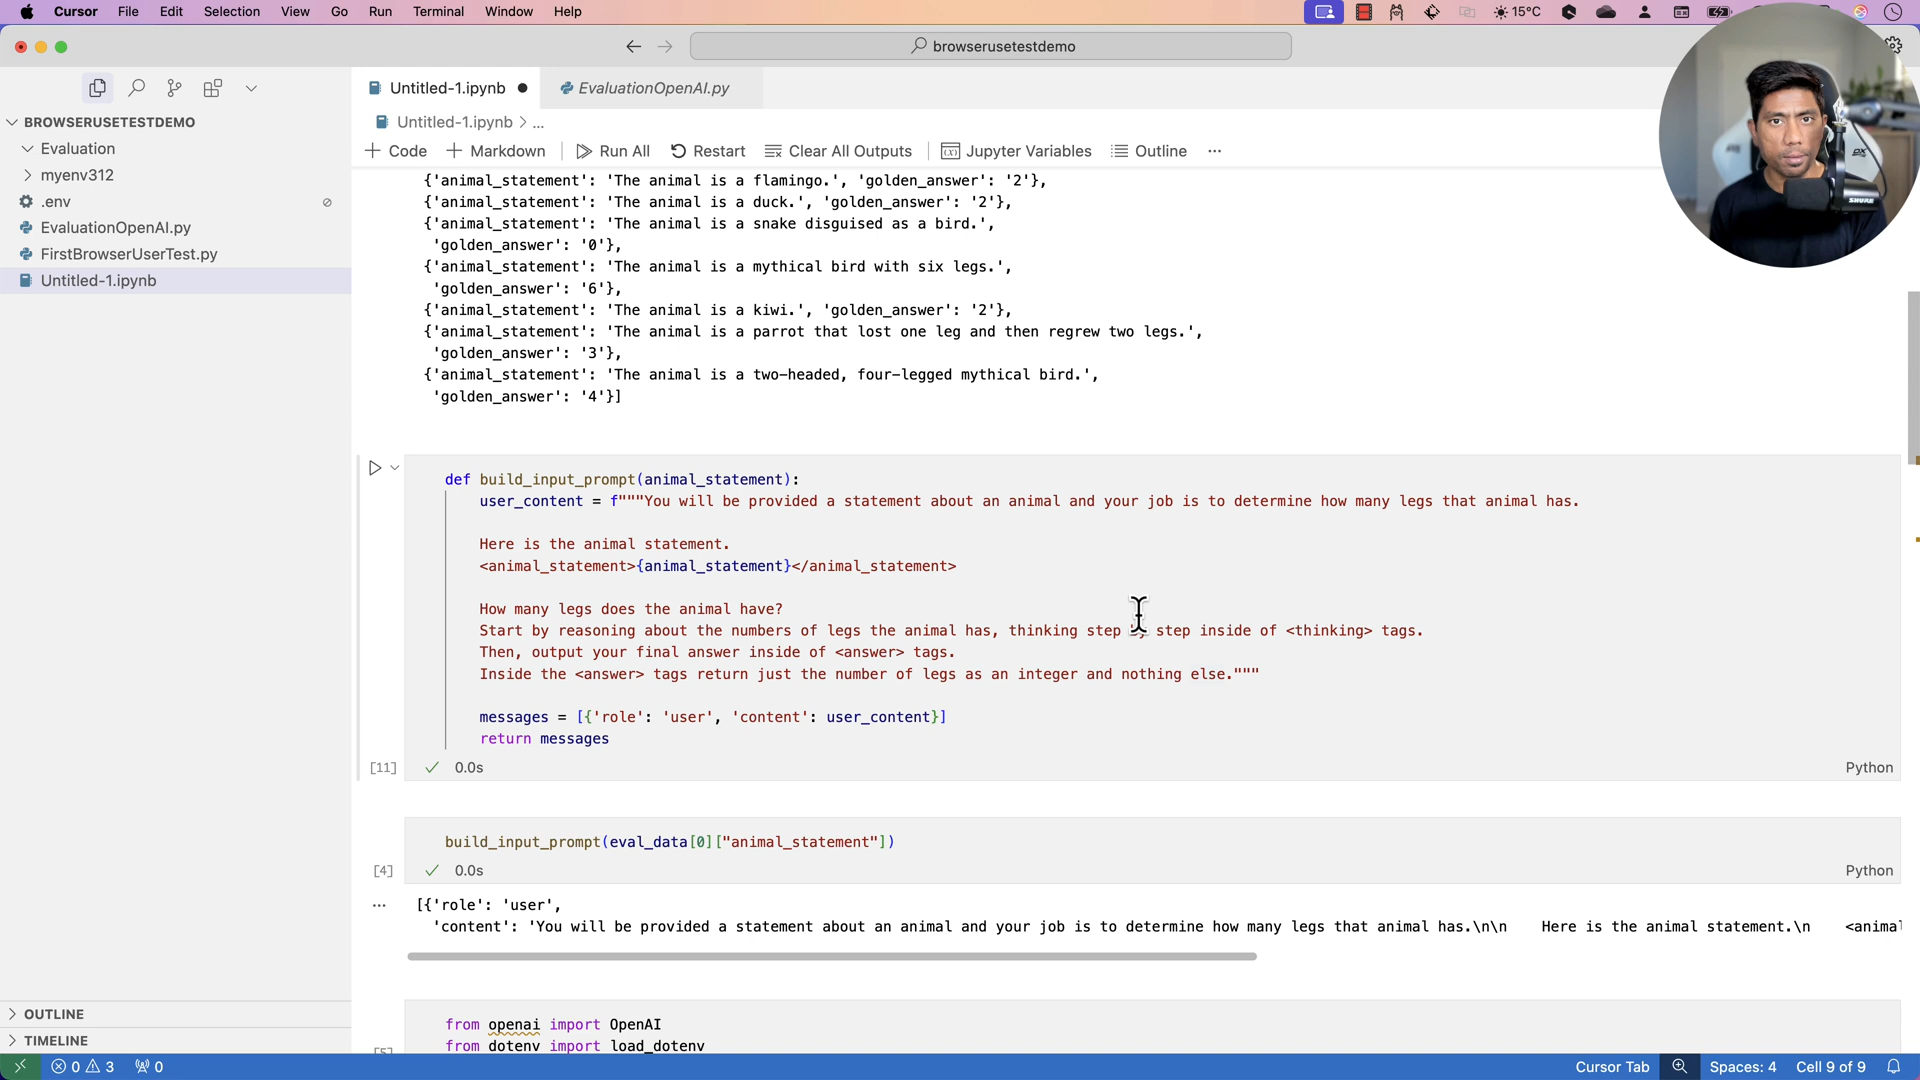 Cursor File Edit Selection View Go Run Terminal Window Help 15°C
browserusetestdemo
Untitled-1.ipynb EvaluationOpenAI.py
BROWSERUSETESTDEMO
Untitled-1.ipynb > ...
Evaluation
+ Code + Markdown Run All Restart Clear All Outputs Jupyter Variables Outline ...
myenv312
.env
EvaluationOpenAI.py
FirstBrowserUserTest.py
Untitled-1.ipynb
{'animal_statement': 'The animal is a flamingo.', 'golden_answer': '2'},
{'animal_statement': 'The animal is a duck.', 'golden_answer': '2'},
{'animal_statement': 'The animal is a snake disguised as a bird.',
'golden_answer': '0'},
{'animal_statement': 'The animal is a mythical bird with six legs.',
'golden_answer': '6'},
{'animal_statement': 'The animal is a kiwi.', 'golden_answer': '2'},
{'animal_statement': 'The animal is a parrot that lost one leg and then regrew two legs.',
'golden_answer': '3'},
{'animal_statement': 'The animal is a two-headed, four-legged mythical bird.',
'golden_answer': '4'}]
def build_input_prompt(animal_statement):
user_content = f"""You will be provided a statement about an animal and your job is to determine how many legs that animal has.
Here is the animal statement.
<animal_statement>{animal_statement}</animal_statement>
How many legs does the animal have?
Start by reasoning about the numbers of legs the animal has, thinking step step inside of <thinking> tags.
Then, output your final answer inside of <answer> tags.
Inside the <answer> tags return just the number of legs as an integer and nothing else."""
messages = [{'role': 'user', 'content': user_content}]
return messages
[11] 0.0s Python
build_input_prompt(eval_data[0]["animal_statement"])
[4] 0.0s Python
... [{'role': 'user',
'content': 'You will be provided a statement about an animal and your job is to determine how many legs that animal has.\n\n Here is the animal statement.\n <animal
from openai import OpenAI
from dotenv import load_dotenv
[5]
OUTLINE
TIMELINE
0 3 0 Cursor Tab Spaces: 4 Cell 9 of 9
SHURE